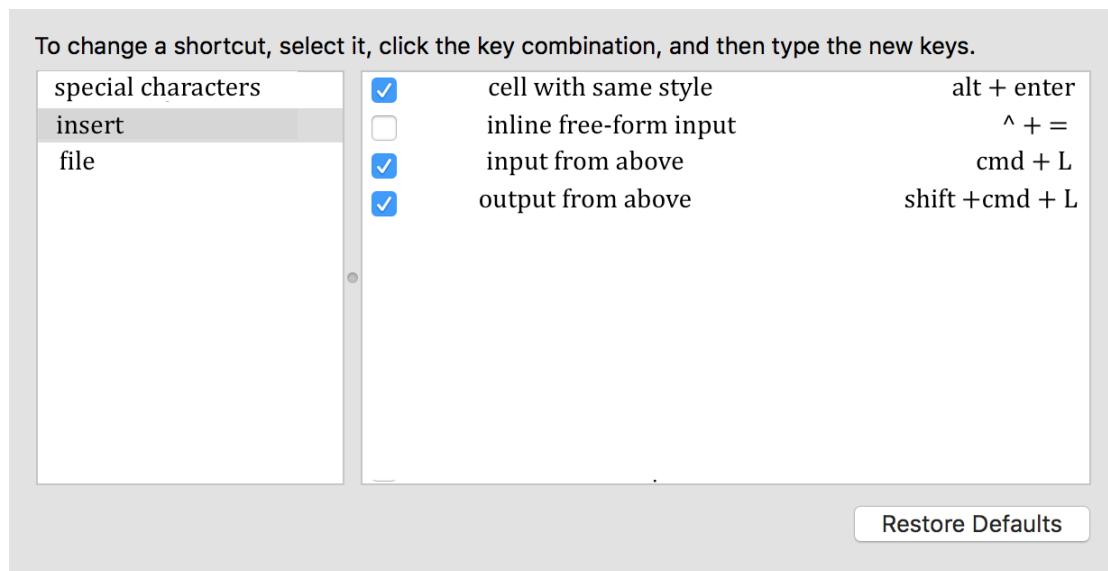 To change a shortcut, select it, click the key combination, and then type the new keys.
special characters
insert
file
cell with same style alt + enter
inline free-form input ^ + =
input from above cmd + L
output from above shift +cmd + L
Restore Defaults